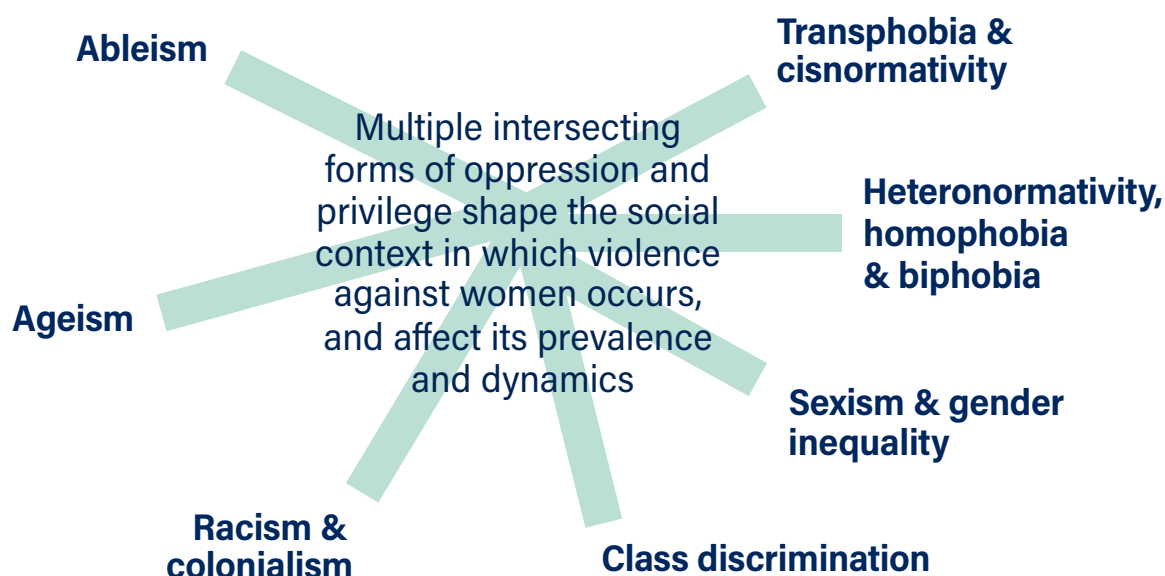 Ableism
Transphobia &
cisnormativity
Multiple intersecting
forms of oppression and
privilege shape the social
context in which violence
against women occurs,
and affect its prevalence
and dynamics
Heteronormativity,
homophobia
& biphobia
Ageism
Sexism & gender
inequality
Racism &
colonialism
Class discrimination